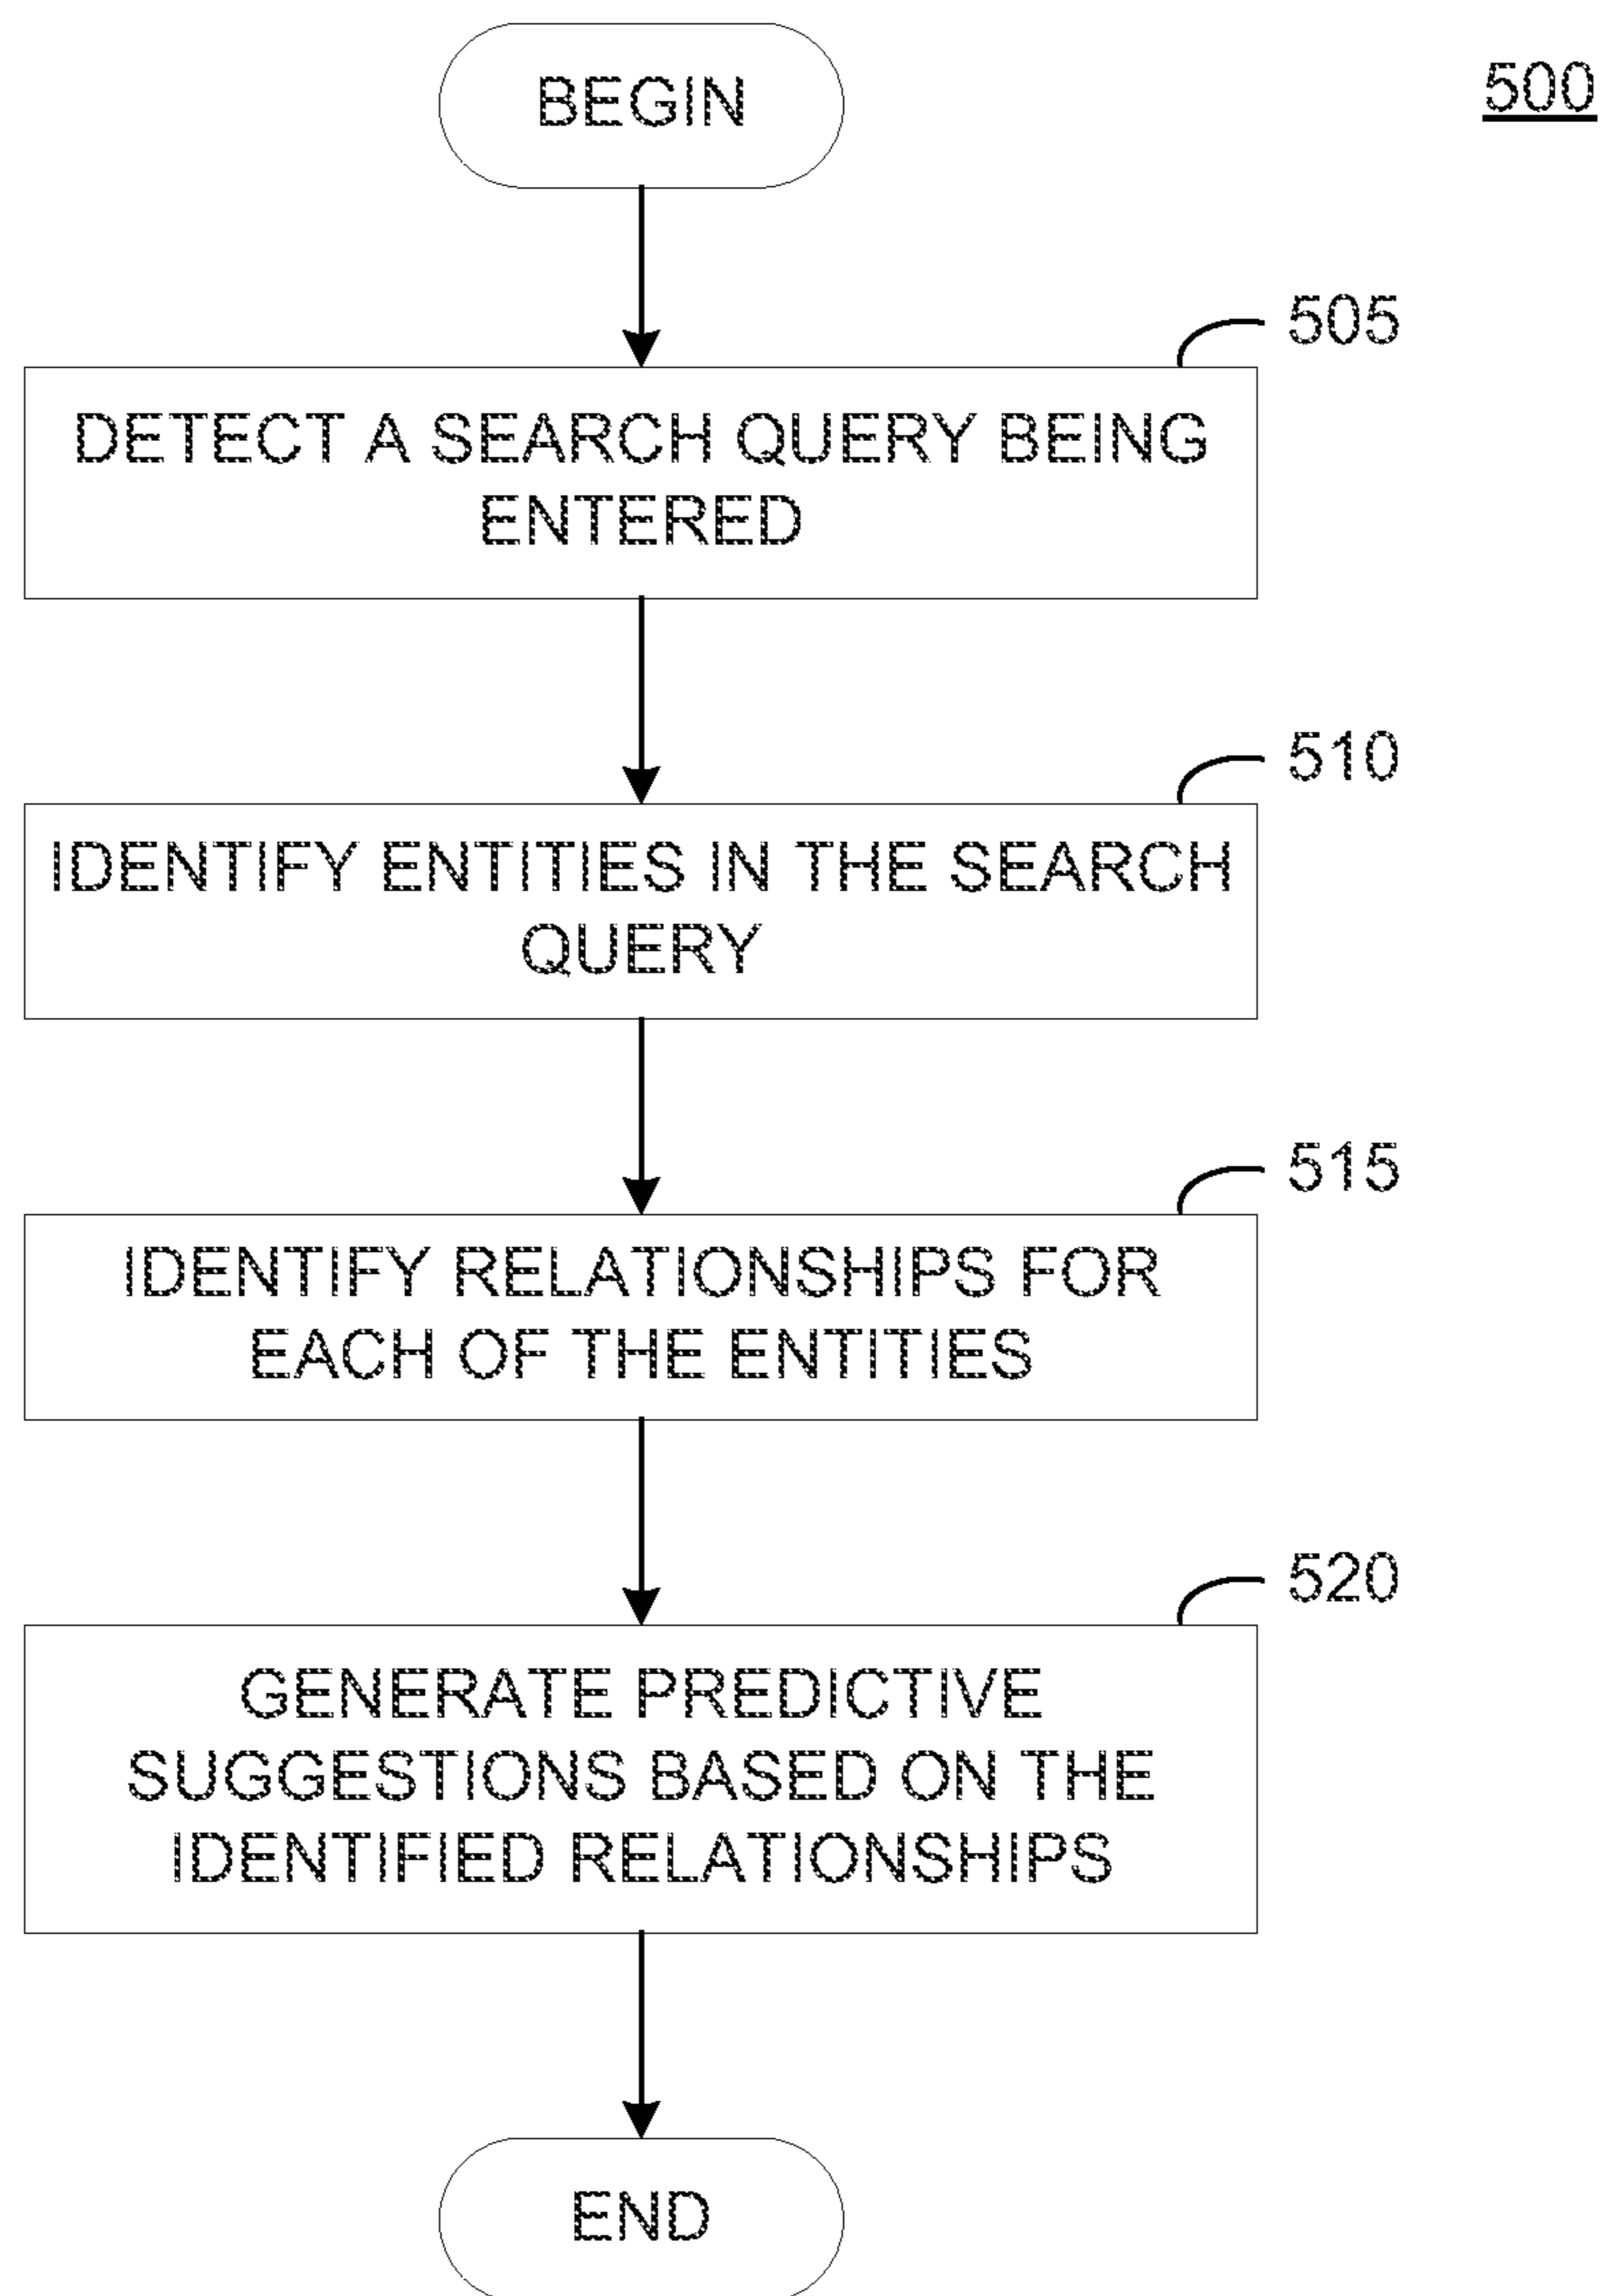 BEGIN
500
505
DETECT A SEARCH QUERY BEING
ENTERED
510
IDENTIFY ENTITIES IN THE SEARCH
QUERY
515
IDENTIFY RELATIONSHIPS FOR
EACH OF THE ENTITIES
520
GENERATE PREDICTIVE
SUGGESTIONS BASED ON THE
IDENTIFIED RELATIONSHIPS
END